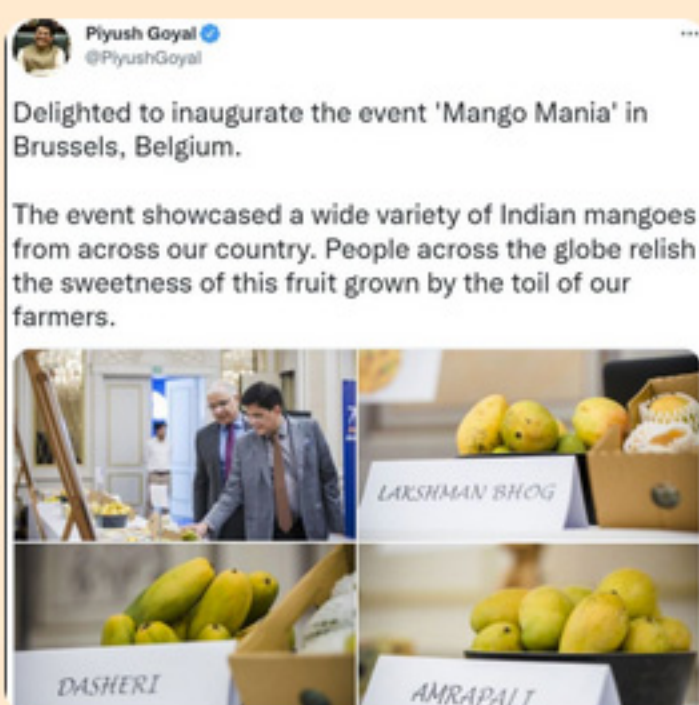 Piyush Goyal
@PiyushGoyal
Delighted to inaugurate the event 'Mango Mania' in
Brussels, Belgium.
The event showcased a wide variety of Indian mangoes
from across our country. People across the globe relish
the sweetness of this fruit grown by the toil of our
farmers.
LAKSHMAN BHOG
DASHERI
AMRAPALI